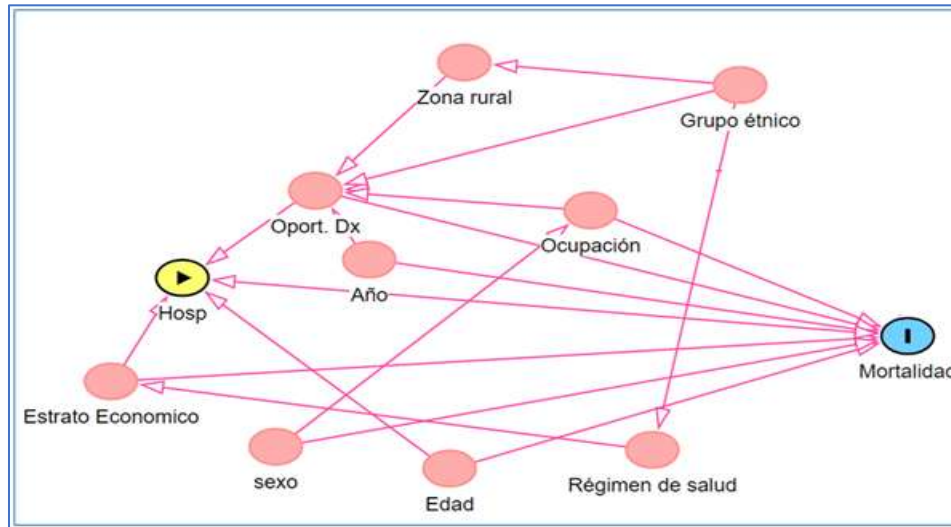 Zona rural
Grupo étnico
Oport. Dx
Ocupación
Año
Hosp
Mortalidad
Estrato Economico
sexo
Edad
Régimen de salud